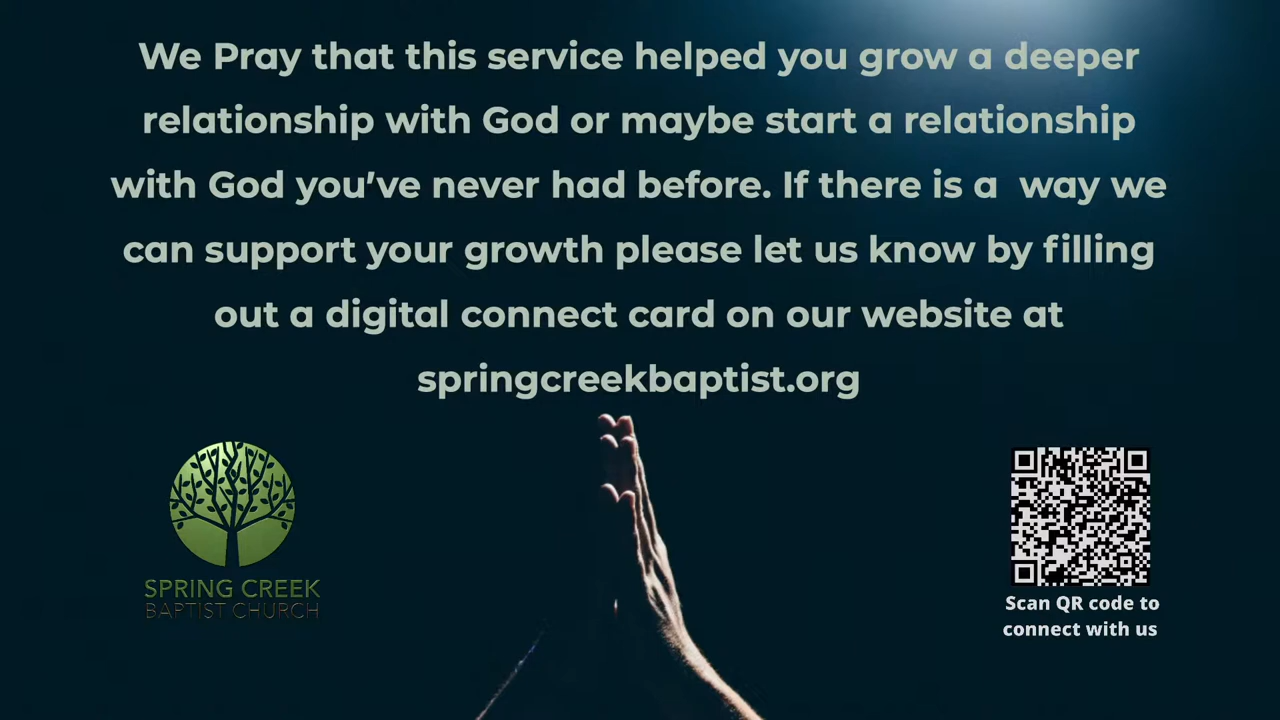 We Pray that this service helped you grow a deeper
relationship with God or maybe start a relationship
with God you've never had before. If there is a  way we
can support your growth please let us know by filling
out a digital connect card on our website at
springcreekbaptist.org
SPRING CREEK
BAPTIST CHURCH
Scan QR code to
connect with us